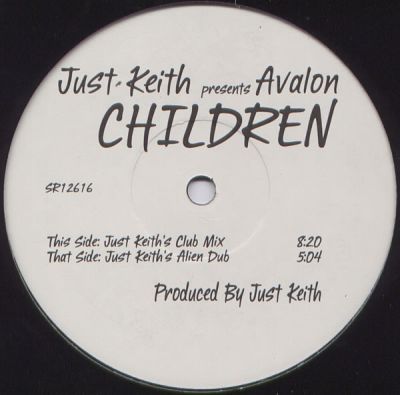 Just Keith presents Avalon
CHILDREN
SR12616
This Side: Just Keith's Club Mix 8:20
That Side: Just Keith's Alien Dub 5:04
Produced By Just Keith